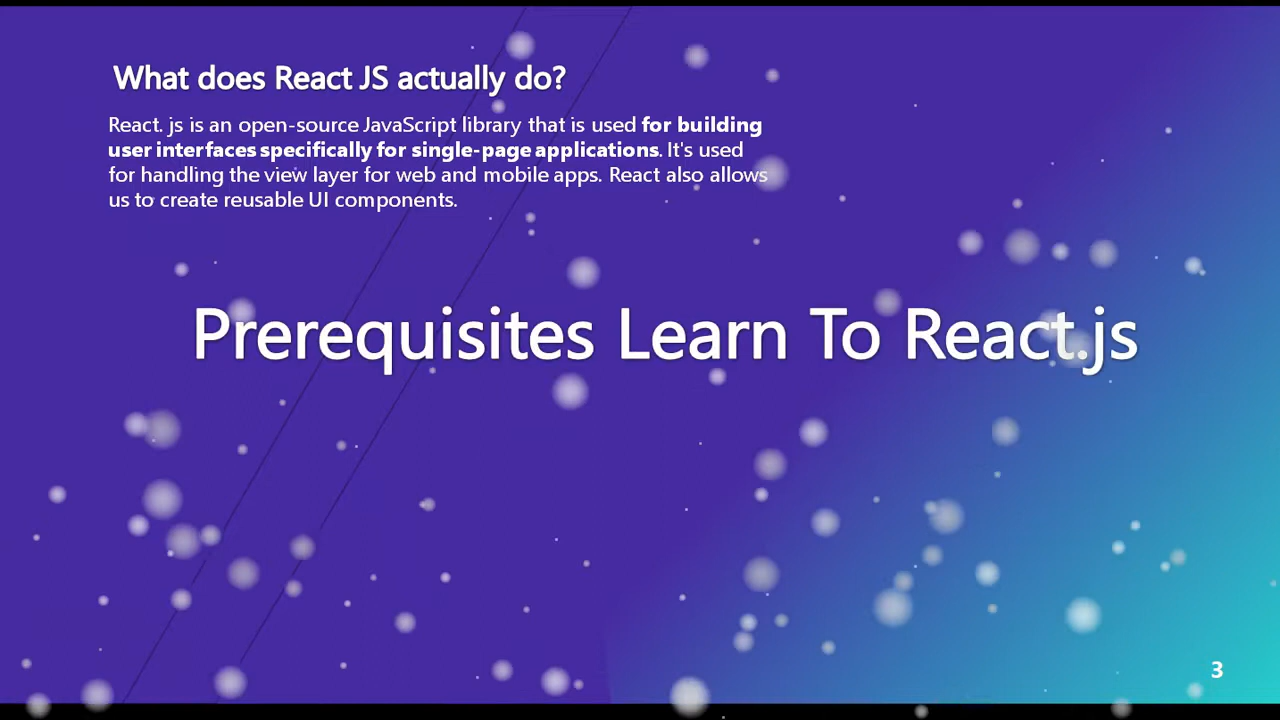 What does React JS actually do?
React. js is an open-source JavaScript library that is used for building
user interfaces specifically for single-page applications. It's used
for handling the view layer for web and mobile apps. React also allows
us to create reusable UI components.
Prerequisites Learn To React.js
3